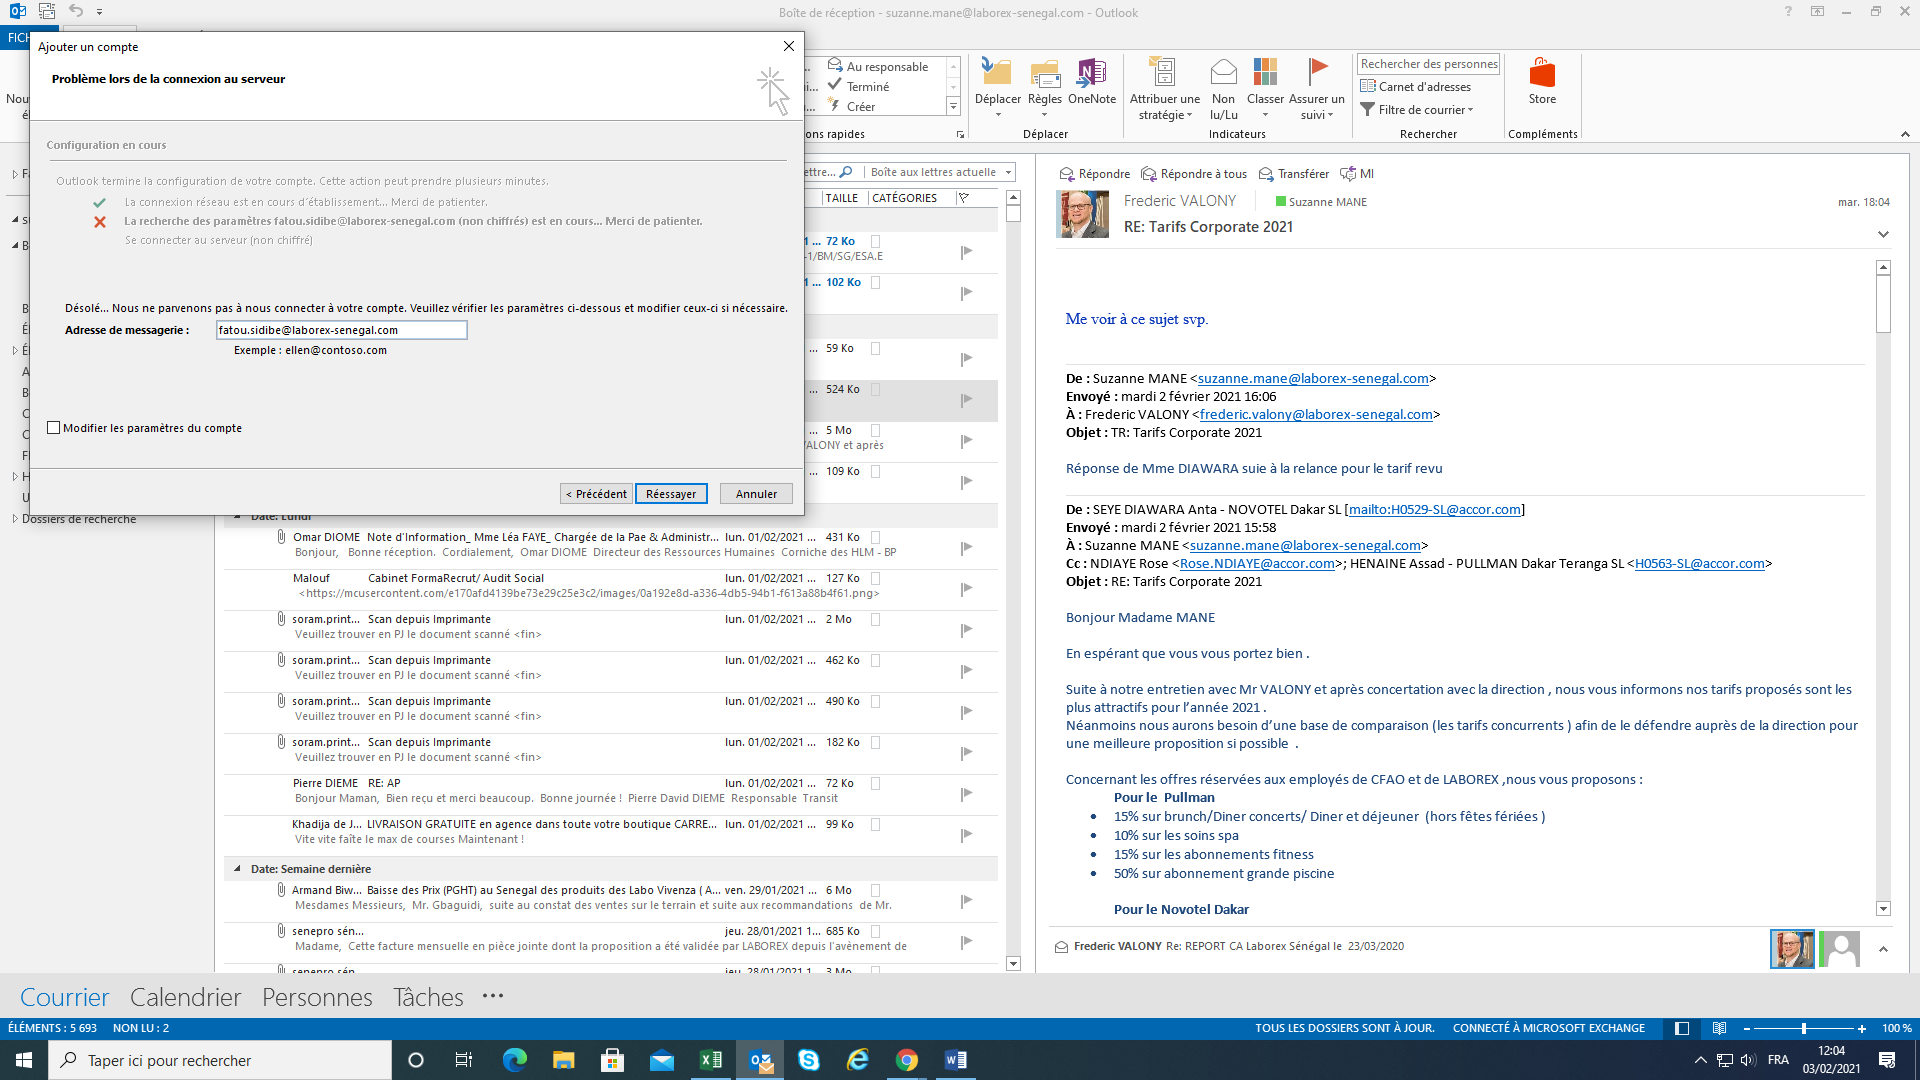 Boîte de réception - suzanne.mane@laborex-senegal.com - Outlook
Ajouter un compte
Problème lors de la connexion au serveur
Configuration en cours
Outlook termine la configuration de votre compte. Cette action peut prendre plusieurs minutes.
La connexion réseau est en cours d'établissement... Merci de patienter.
La recherche des paramètres fatou.sidibe@laborex-senegal.com (non chiffrés) est en cours... Merci de patienter.
Se connecter au serveur (non chiffré)
Désolé... Nous ne parvenons pas à nous connecter à votre compte. Veuillez vérifier les paramètres ci-dessous et modifier ceux-ci si nécessaire.
Adresse de messagerie : fatou.sidibe@laborex-senegal.com
Exemple : ellen@contoso.com
Modifier les paramètres du compte
< Précédent Réessayer Annuler
Au responsable
Terminé
Créer
Déplacer Règles OneNote
Déplacer
Attribuer une stratégie
Non lu/Lu
Classer
Assurer un suivi
Indicateurs
Rechercher des personnes
Carnet d'adresses
Filtre de courrier
Rechercher
Store
Compléments
Boîte aux lettres actuelle
TAILLE CATÉGORIES
72 Ko
-1/BM/SG/ESA.E
102 Ko
59 Ko
524 Ko
5 Mo
VALONY et après
109 Ko
Dossiers de recherche
Date: Lundi
Omar DIOME Note d'Information_ Mme Léa FAYE_ Chargée de la Pae & Administr... lun. 01/02/2021 ... 431 Ko
Bonjour, Bonne réception. Cordialement, Omar DIOME Directeur des Ressources Humaines Corniche des HLM - BP
Malouf Cabinet FormaRecrut/ Audit Social lun. 01/02/2021 ... 127 Ko
<https://mcusercontent.com/e170afd4139be73e29c25e3c2/images/0a192e8d-a336-4db5-94b1-f613a88b4f61.png>
soram.print... Scan depuis Imprimante lun. 01/02/2021 ... 2 Mo
Veuillez trouver en PJ le document scanné <fin>
soram.print... Scan depuis Imprimante lun. 01/02/2021 ... 462 Ko
Veuillez trouver en PJ le document scanné <fin>
soram.print... Scan depuis Imprimante lun. 01/02/2021 ... 490 Ko
Veuillez trouver en PJ le document scanné <fin>
soram.print... Scan depuis Imprimante lun. 01/02/2021 ... 182 Ko
Veuillez trouver en PJ le document scanné <fin>
Pierre DIEME RE: AP lun. 01/02/2021 ... 72 Ko
Bonjour Maman, Bien reçu et merci beaucoup. Bonne journée ! Pierre David DIEME Responsable Transit
Khadija de J... LIVRAISON GRATUITE en agence dans toute votre boutique CARRE... lun. 01/02/2021 ... 99 Ko
Vite vite faîte le max de courses Maintenant !
Date: Semaine dernière
Armand Biw... Baisse des Prix (PGHT) au Senegal des produits des Labo Vivenza ( A... ven. 29/01/2021 ... 6 Mo
Mesdames Messieurs, Mr. Gbaguidi, suite au constat des ventes sur le terrain et suite aux recommandations de Mr.
senepro sén... jeu. 28/01/2021 1... 685 Ko
Madame, Cette facture mensuelle en pièce jointe dont la proposition a été validée par LABOREX depuis l'avènement de
senepro sén... jeu. 28/01/2021 1... 3 Mo
Répondre Répondre à tous Transférer MI
Frederic VALONY Suzanne MANE mar. 18:04
RE: Tarifs Corporate 2021
Me voir à ce sujet svp.
De : Suzanne MANE <suzanne.mane@laborex-senegal.com>
Envoyé : mardi 2 février 2021 16:06
À : Frederic VALONY <frederic.valony@laborex-senegal.com>
Objet : TR: Tarifs Corporate 2021
Réponse de Mme DIAWARA suie à la relance pour le tarif revu
De : SEYE DIAWARA Anta - NOVOTEL Dakar SL [mailto:H0529-SL@accor.com]
Envoyé : mardi 2 février 2021 15:58
À : Suzanne MANE <suzanne.mane@laborex-senegal.com>
Cc : NDIAYE Rose <Rose.NDIAYE@accor.com>; HENAINE Assad - PULLMAN Dakar Teranga SL <H0563-SL@accor.com>
Objet : RE: Tarifs Corporate 2021
Bonjour Madame MANE
En espérant que vous vous portez bien .
Suite à notre entretien avec Mr VALONY et après concertation avec la direction , nous vous informons nos tarifs proposés sont les
plus attractifs pour l'année 2021 .
Néanmoins nous aurons besoin d'une base de comparaison (les tarifs concurrents ) afin de le défendre auprès de la direction pour
une meilleure proposition si possible .
Concernant les offres réservées aux employés de CFAO et de LABOREX ,nous vous proposons :
Pour le Pullman
• 15% sur brunch/Diner concerts/ Diner et déjeuner (hors fêtes fériées )
• 10% sur les soins spa
• 15% sur les abonnements fitness
• 50% sur abonnement grande piscine
Pour le Novotel Dakar
Frederic VALONY Re: REPORT CA Laborex Sénégal le 23/03/2020
Courrier Calendrier Personnes Tâches ...
ÉLÉMENTS : 5 693 NON LU : 2 TOUS LES DOSSIERS SONT À JOUR. CONNECTÉ À MICROSOFT EXCHANGE 100 %
Taper ici pour rechercher
FRA
12:04
03/02/2021